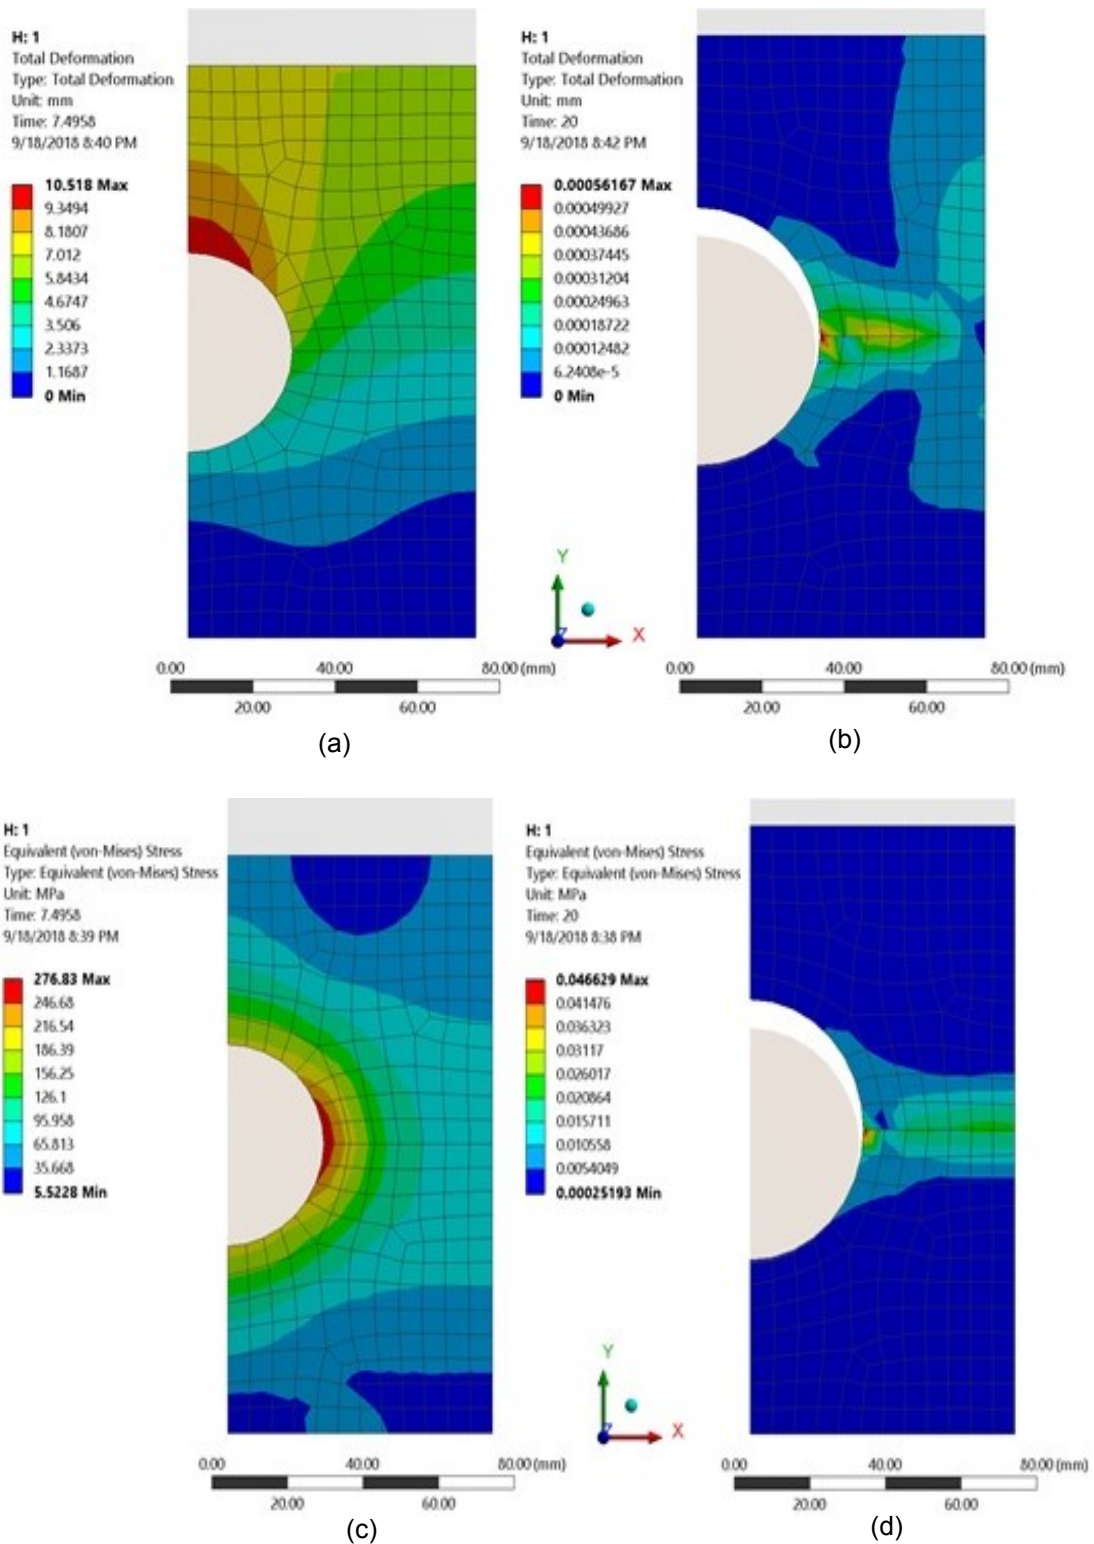 H: 1
Total Deformation
Type: Total Deformation
Unit: mm
Time: 7.4958
9/18/2018 8:40 PM
10.518 Max
9.3494
8.1807
7.012
5.8434
4.6747
3.506
2.3373
1.1687
0 Min
0.00
40.00
80.00 (mm)
20.00
60.00
(a)
H: 1
Total Deformation
Type: Total Deformation
Unit: mm
Time: 20
9/18/2018 8:42 PM
0.00056167 Max
0.00049927
0.00043686
0.00037445
0.00031204
0.00024963
0.00018722
0.00012482
6.2408e-5
0 Min
Y
Z
X
0.00
40.00
80.00 (mm)
20.00
60.00
(b)
H: 1
Equivalent (von-Mises) Stress
Type: Equivalent (von-Mises) Stress
Unit: MPa
Time: 7.4958
9/18/2018 8:39 PM
276.83 Max
246.68
216.54
186.39
156.25
126.1
95.958
65.813
35.668
5.5228 Min
0.00
40.00
80.00 (mm)
20.00
60.00
(c)
H: 1
Equivalent (von-Mises) Stress
Type: Equivalent (von-Mises) Stress
Unit: MPa
Time: 20
9/18/2018 8:38 PM
0.046629 Max
0.041476
0.036323
0.03117
0.026017
0.020864
0.015711
0.010558
0.0054049
0.00025193 Min
Y
Z
X
0.00
40.00
80.00 (mm)
20.00
60.00
(d)